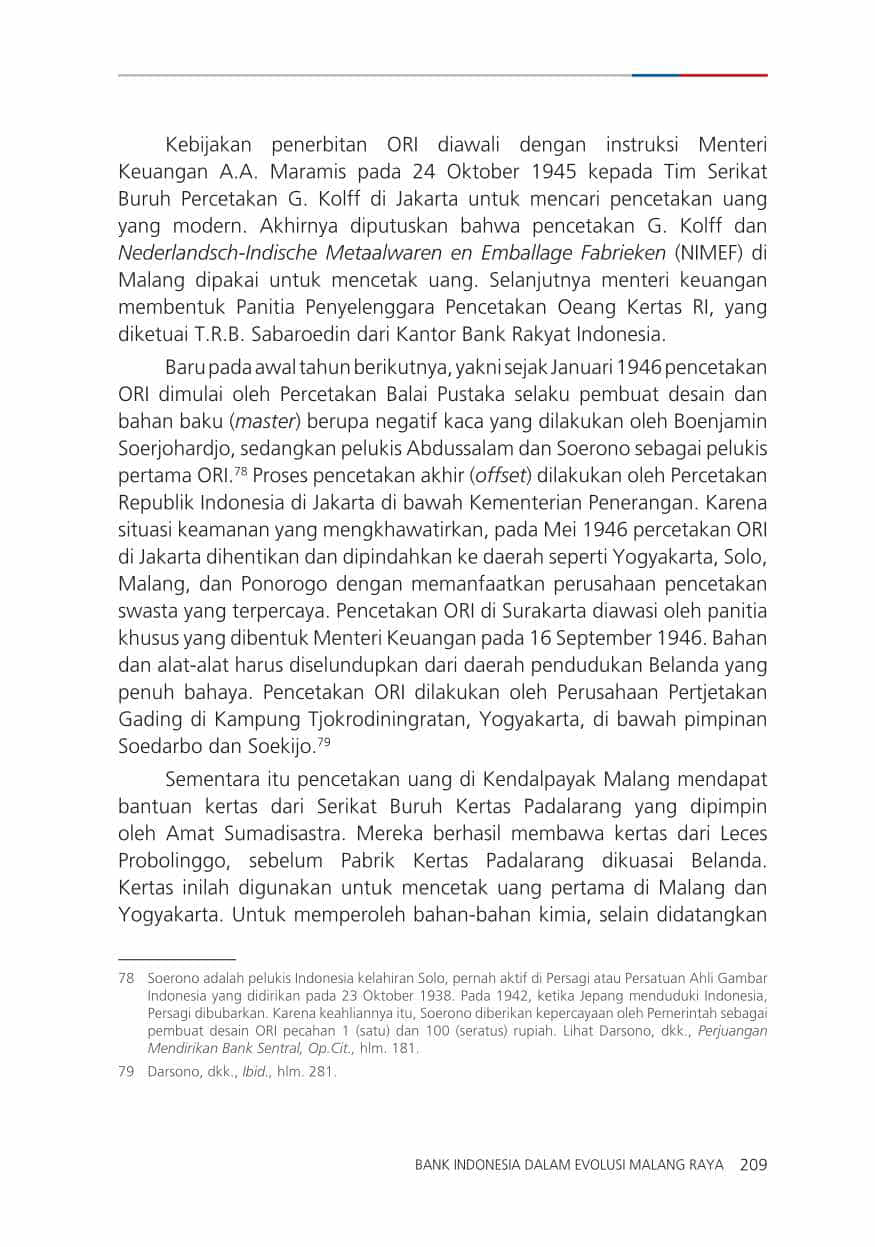 Kebijakan penerbitan ORI diawali dengan instruksi Menteri
Keuangan A.A. Maramis pada 24 Oktober 1945 kepada Tim Serikat
Buruh Percetakan G. Kolff di Jakarta untuk mencari pencetakan uang
yang modern. Akhirnya diputuskan bahwa pencetakan G. Kolff dan
Nederlandsch-Indische Metaalwaren en Emballage Fabrieken (NIMEF) di
Malang dipakai untuk mencetak uang. Selanjutnya menteri keuangan
membentuk Panitia Penyelenggara Pencetakan Oeang Kertas RI, yang
diketuai T.R.B. Sabaroedin dari Kantor Bank Rakyat Indonesia.
Baru pada awal tahun berikutnya, yakni sejak Januari 1946 pencetakan
ORI dimulai oleh Percetakan Balai Pustaka selaku pembuat desain dan
bahan baku (master) berupa negatif kaca yang dilakukan oleh Boenjamin
Soerjohardjo, sedangkan pelukis Abdussalam dan Soerono sebagai pelukis
pertama ORI.78 Proses pencetakan akhir (offset) dilakukan oleh Percetakan
Republik Indonesia di Jakarta di bawah Kementerian Penerangan. Karena
situasi keamanan yang mengkhawatirkan, pada Mei 1946 percetakan ORI
di Jakarta dihentikan dan dipindahkan ke daerah seperti Yogyakarta, Solo,
Malang, dan Ponorogo dengan memanfaatkan perusahaan pencetakan
swasta yang terpercaya. Pencetakan ORI di Surakarta diawasi oleh panitia
khusus yang dibentuk Menteri Keuangan pada 16 September 1946. Bahan
dan alat-alat harus diselundupkan dari daerah pendudukan Belanda yang
penuh bahaya. Pencetakan ORI dilakukan oleh Perusahaan Pertjetakan
Gading di Kampung Tjokrodiningratan, Yogyakarta, di bawah pimpinan
Soedarbo dan Soekijo.79
Sementara itu pencetakan uang di Kendalpayak Malang mendapat
bantuan kertas dari Serikat Buruh Kertas Padalarang yang dipimpin
oleh Amat Sumadisastra. Mereka berhasil membawa kertas dari Leces
Probolinggo, sebelum Pabrik Kertas Padalarang dikuasai Belanda.
Kertas inilah digunakan untuk mencetak uang pertama di Malang dan
Yogyakarta. Untuk memperoleh bahan-bahan kimia, selain didatangkan
78 Soerono adalah pelukis Indonesia kelahiran Solo, pernah aktif di Persagi atau Persatuan Ahli Gambar
Indonesia yang didirikan pada 23 Oktober 1938. Pada 1942, ketika Jepang menduduki Indonesia,
Persagi dibubarkan. Karena keahliannya itu, Soerono diberikan kepercayaan oleh Pemerintah sebagai
pembuat desain ORI pecahan 1 (satu) dan 100 (seratus) rupiah. Lihat Darsono, dkk., Perjuangan
Mendirikan Bank Sentral, Op.Cit., hlm. 181.
79 Darsono, dkk., Ibid., hlm. 281.
BANK INDONESIA DALAM EVOLUSI MALANG RAYA 209